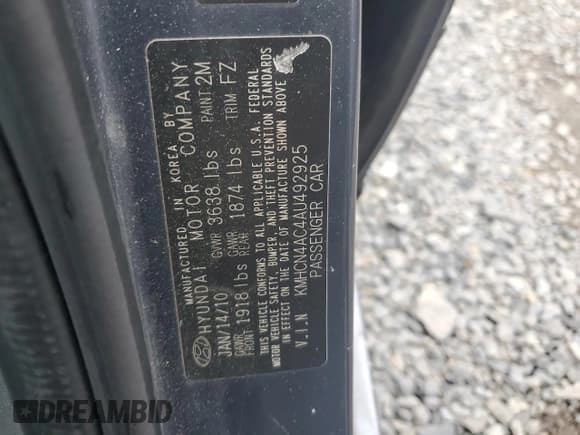 MANUFACTURED IN KOREA BY
HYUNDAI MOTOR COMPANY
JAN/14/10 GVWR 3638 lbs PAINT 2M
GAWR FRONT 1918 lbs GAWR REAR 1874 lbs TRIM FZ
THIS VEHICLE CONFORMS TO ALL APPLICABLE U.S.A. FEDERAL
MOTOR VEHICLE SAFETY, BUMPER, AND THEFT PREVENTION STANDARDS
IN EFFECT ON THE DATE OF MANUFACTURE SHOWN ABOVE
V.I.N KMHCN4AC4AU492925
PASSENGER CAR
DREAMBID